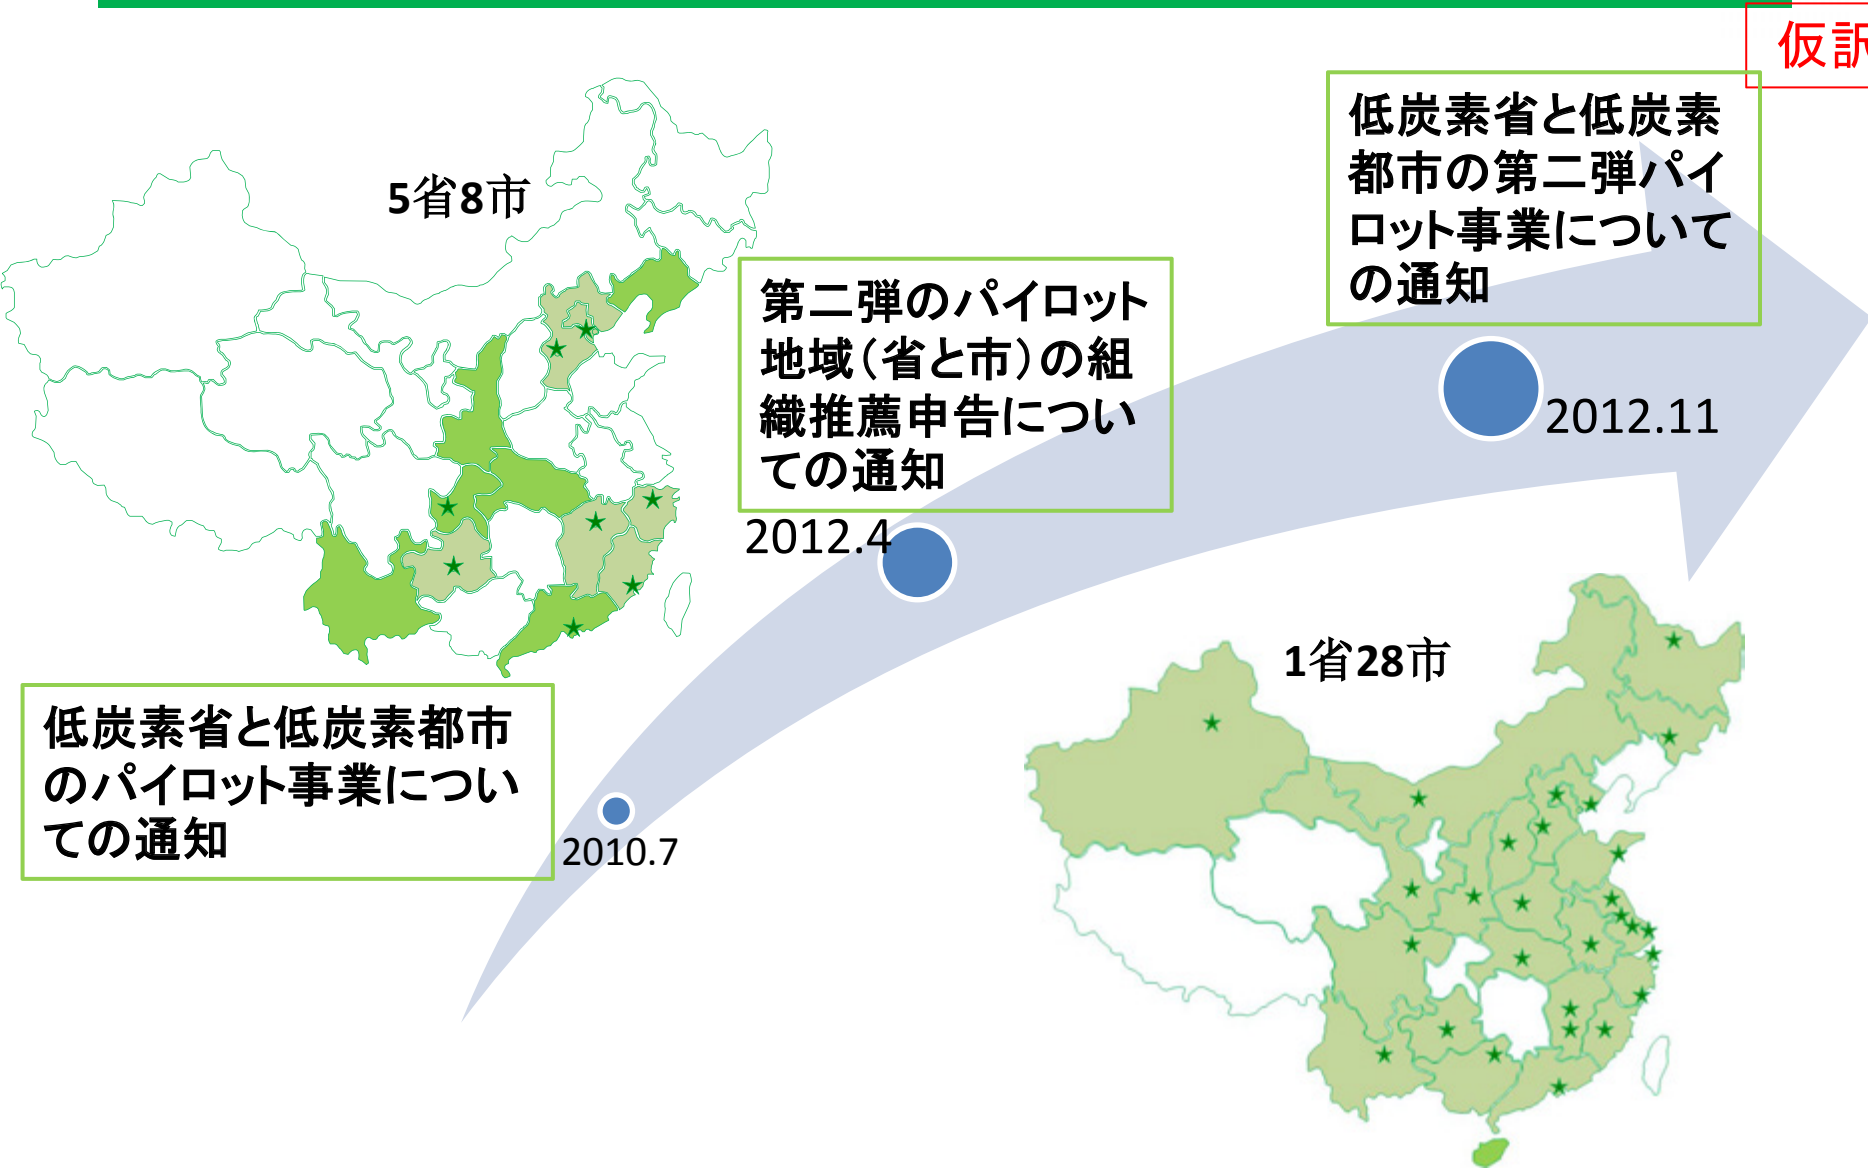 仮訳
5省8市
低炭素省と低炭素都市
のパイロット事業につい
ての通知
2010.7
第二弾のパイロット
地域(省と市)の組
織推薦申告につい
ての通知
2012.4
低炭素省と低炭素
都市の第二弾パイ
ロット事業について
の通知
2012.11
1省28市